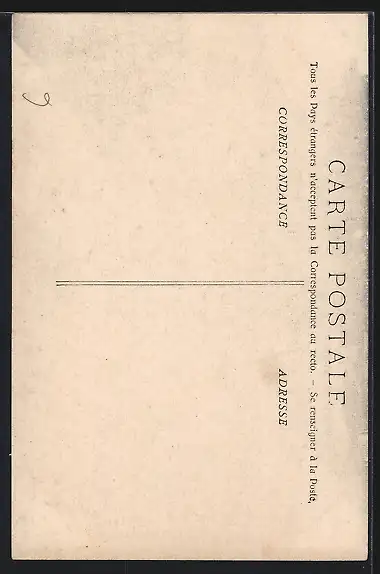 CARTE POSTALE
Tous les Pays étrangers n'acceptent pas la Correspondance au recto. — Se renseigner à la Poste,
CORRESPONDANCE
ADRESSE